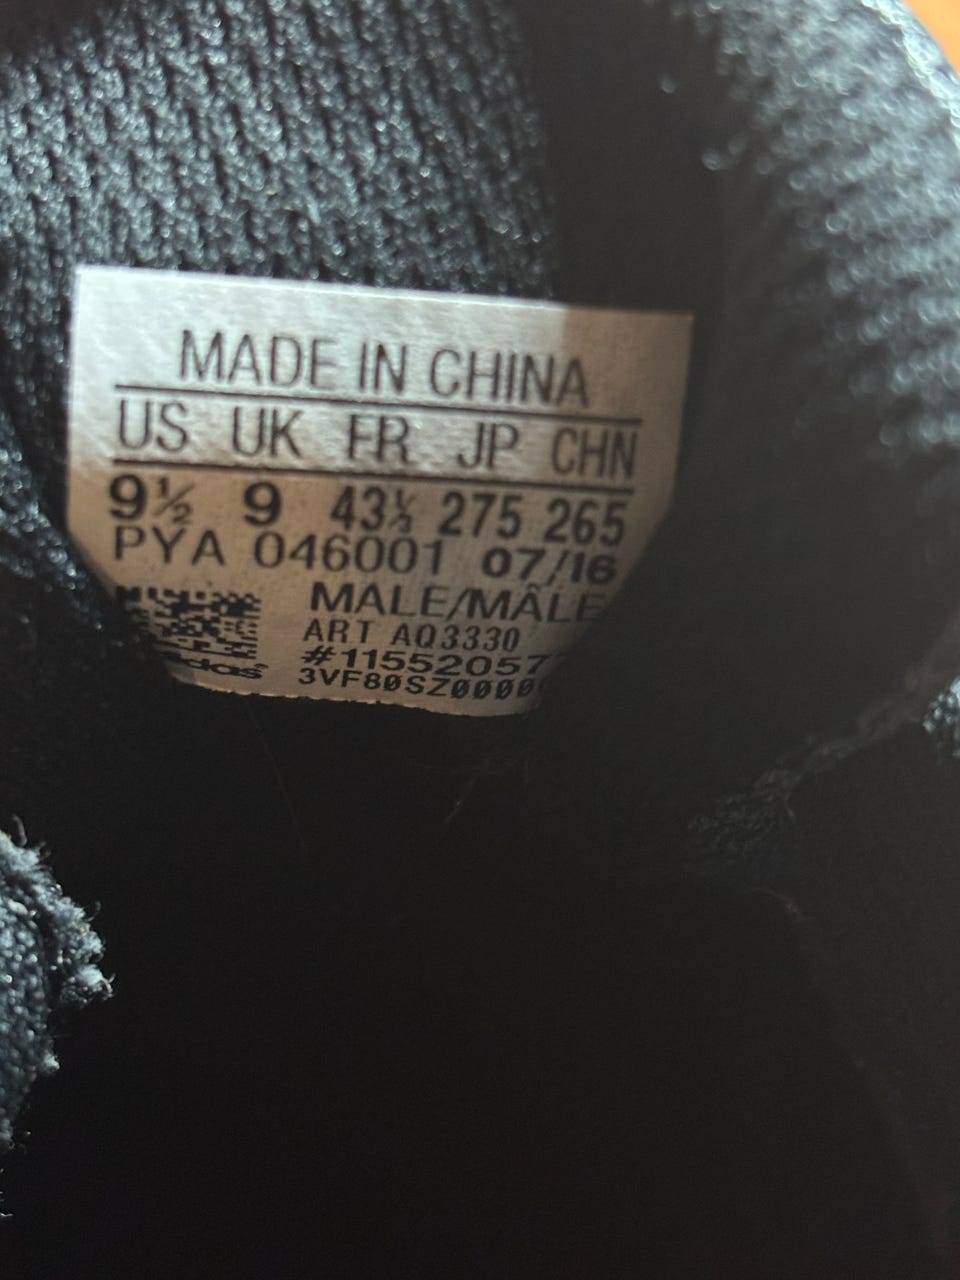 MADE IN CHINA
US UK FR JP CHN
9½ 9 43⅓ 275 265
PYA 046001 07/16
MALE/MÂLE
ART AQ3330
adidas